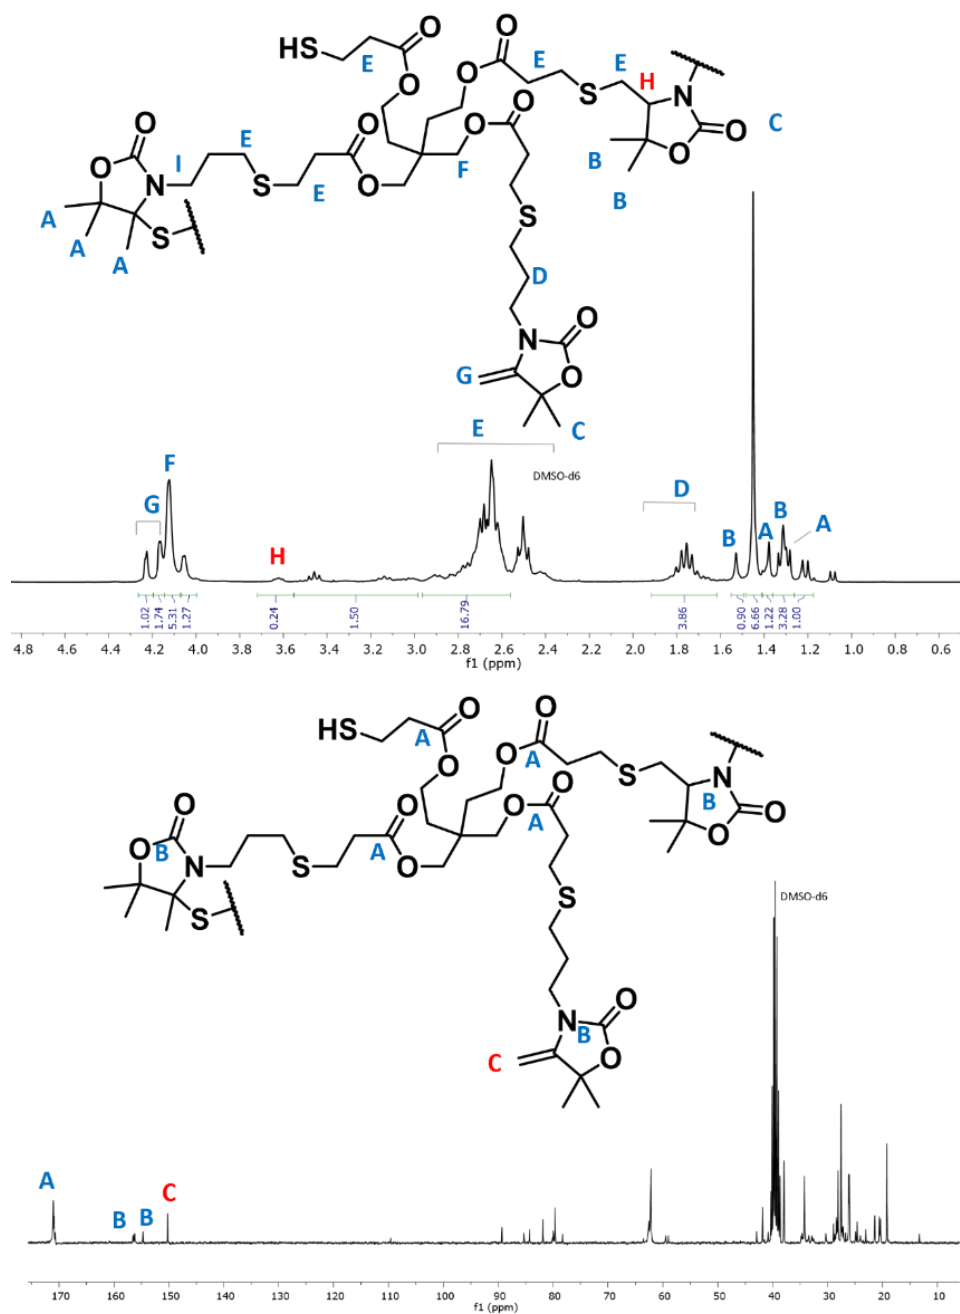 O
HS
E
O
O
E
S
E
H
N
O
C
O
O
O
O
B
B
O
E
I
O
N
S
E
O
F
A
A
A
S
S
D
N
O
G
O
C
E
DMSO-d6
F
G
H
D
B
A
B
A
1.02
1.74
5.31
1.27
0.24
1.50
16.79
3.86
0.90
6.66
1.22
3.28
1.00
4.8 4.6 4.4 4.2 4.0 3.8 3.6 3.4 3.2 3.0 2.8 2.6 2.4 2.2 2.0 1.8 1.6 1.4 1.2 1.0 0.8 0.6
f1 (ppm)
HS
O
A
O
O
O
A
S
N
B
O
O
O
O
A
O
O
B
N
S
O
A
O
S
S
N
B
O
O
C
DMSO-d6
A
B
B
C
170 160 150 140 130 120 110 100 90 80 70 60 50 40 30 20 10
f1 (ppm)